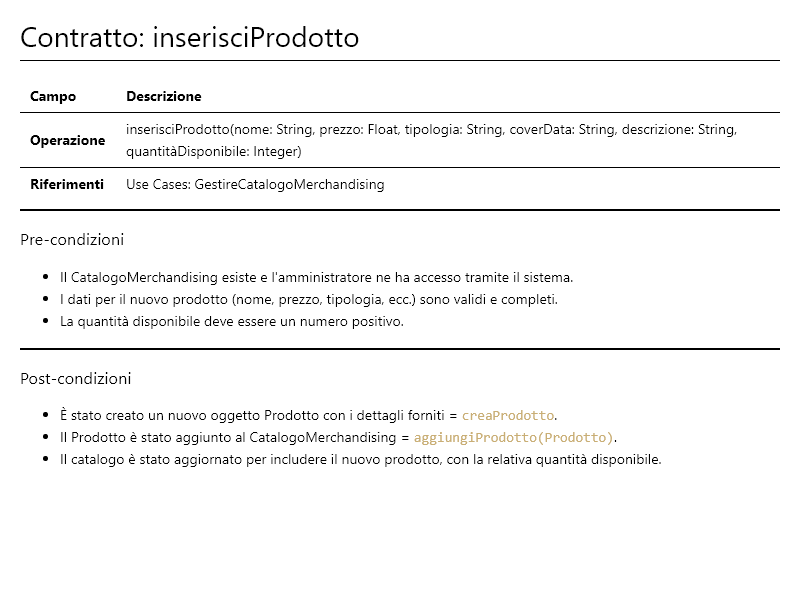 Contratto: inserisciProdotto
Campo Descrizione
Operazione inserisciProdotto(nome: String, prezzo: Float, tipologia: String, coverData: String, descrizione: String,
quantitàDisponibile: Integer)
Riferimenti Use Cases: GestireCatalogoMerchandising
Pre-condizioni
• Il CatalogoMerchandising esiste e l'amministratore ne ha accesso tramite il sistema.
• I dati per il nuovo prodotto (nome, prezzo, tipologia, ecc.) sono validi e completi.
• La quantità disponibile deve essere un numero positivo.
Post-condizioni
• È stato creato un nuovo oggetto Prodotto con i dettagli forniti = creaProdotto.
• Il Prodotto è stato aggiunto al CatalogoMerchandising = aggiungiProdotto(Prodotto).
• Il catalogo è stato aggiornato per includere il nuovo prodotto, con la relativa quantità disponibile.